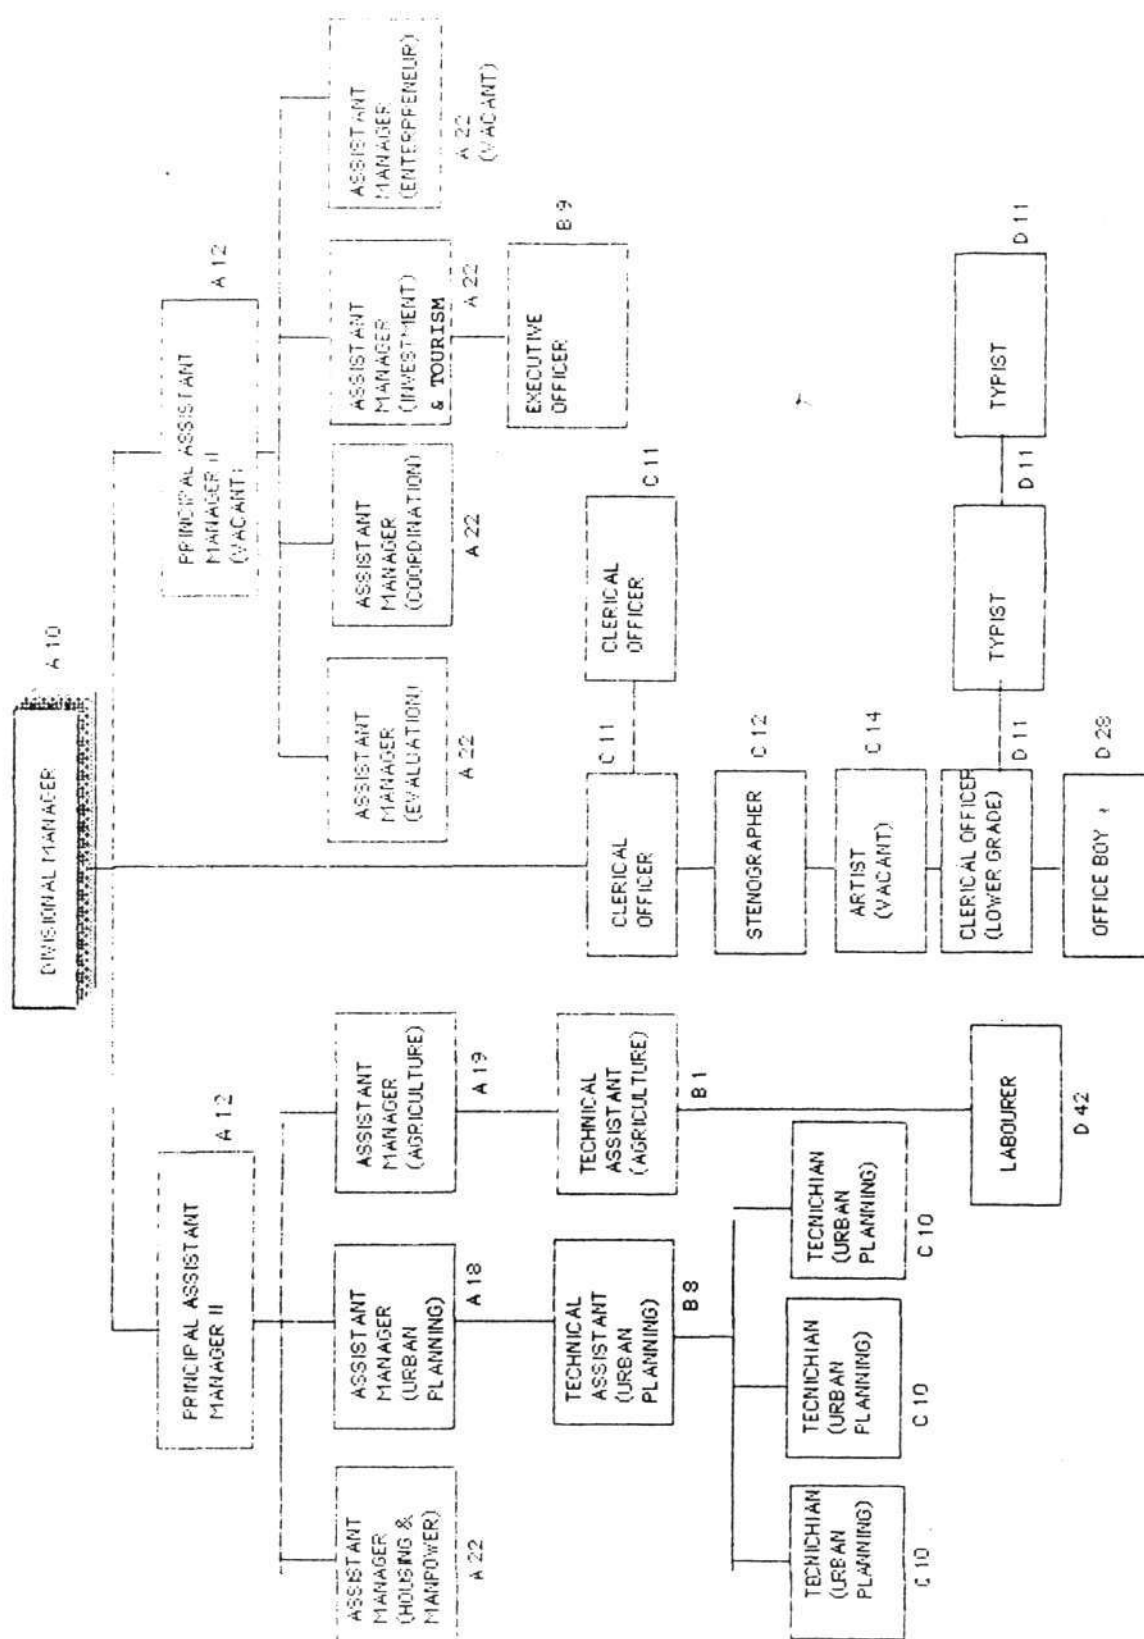 DIVISIONAL MANAGER
A 10
PRINCIPAL ASSISTANT
MANAGER II
A 12
PRINCIPAL ASSISTANT
MANAGER II
(VACANT)
A 12
ASSISTANT
MANAGER
(HOUSING &
MANPOWER)
A 22
ASSISTANT
MANAGER
(URBAN
PLANNING)
A 18
ASSISTANT
MANAGER
(AGRICULTURE)
A 19
ASSISTANT
MANAGER
(EVALUATION)
A 22
ASSISTANT
MANAGER
(COORDINATION)
A 22
ASSISTANT
MANAGER
(INVESTMENT)
& TOURISM
A 22
ASSISTANT
MANAGER
(ENTERPRENEUR)
A 22
(VACANT)
TECHNICAL
ASSISTANT
(URBAN
PLANNING)
B 8
TECHNICAL
ASSISTANT
(AGRICULTURE)
B 1
EXECUTIVE
OFFICER
B 9
CLERICAL
OFFICER
C 11
CLERICAL
OFFICER
C 11
STENOGRAPHER
C 12
TECNICHIAN
(URBAN
PLANNING)
C 10
TECNICHIAN
(URBAN
PLANNING)
C 10
TECNICHIAN
(URBAN
PLANNING)
C 10
ARTIST
(VACANT)
C 14
CLERICAL OFFICER
(LOWER GRADE)
D 11
TYPIST
D 11
TYPIST
D 11
LABOURER
D 42
OFFICE BOY
D 28